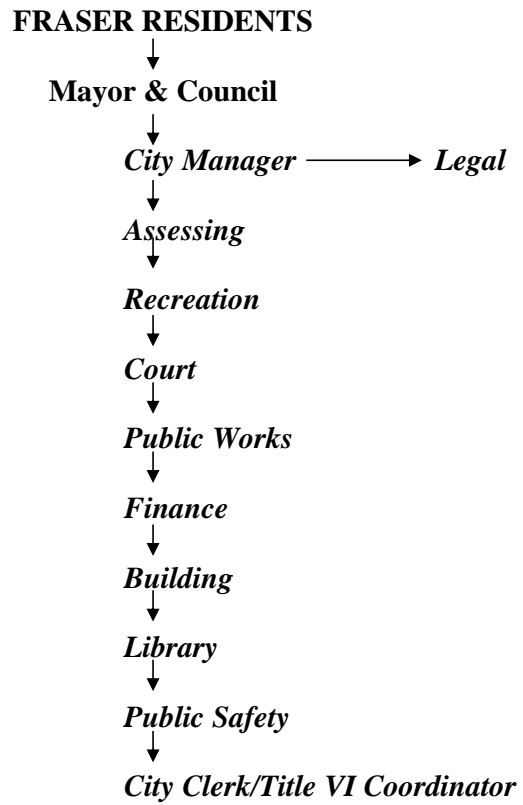 FRASER RESIDENTS
Mayor & Council
City Manager Legal
Assessing
Recreation
Court
Public Works
Finance
Building
Library
Public Safety
City Clerk/Title VI Coordinator